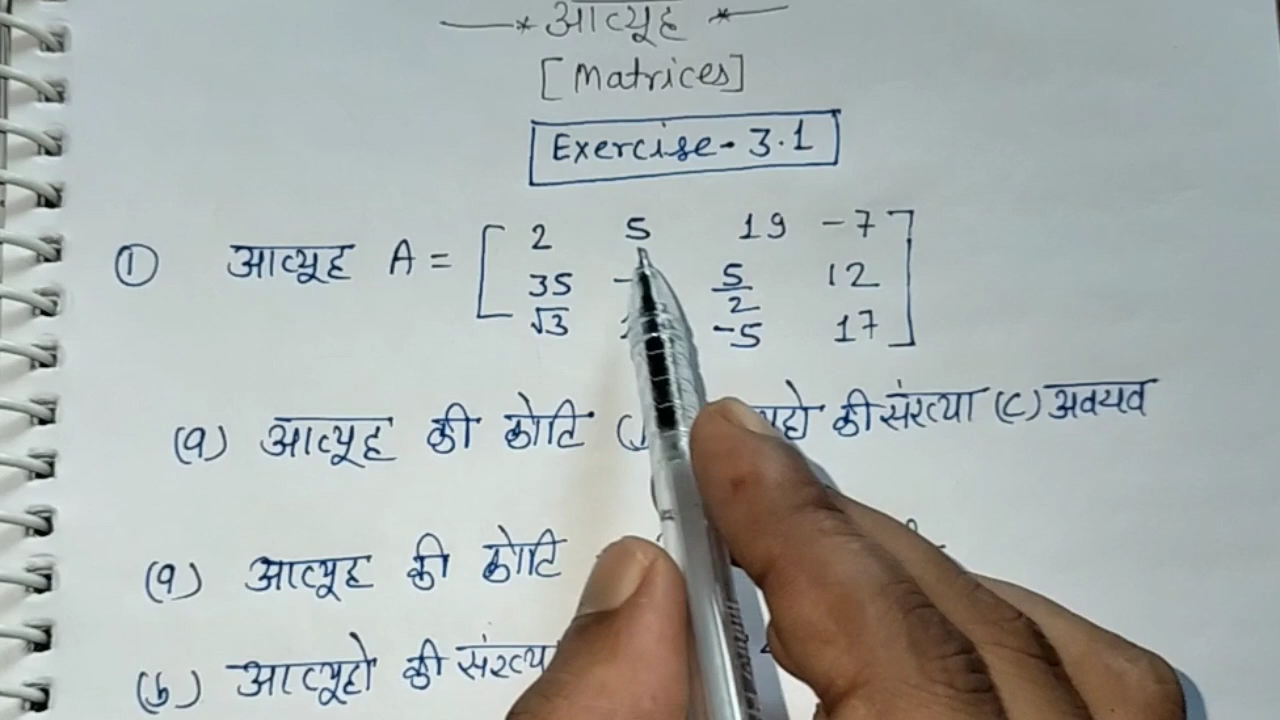 आव्यूह
[Matrices]
Exercise - 3.1
① आव्यूह A = [ 2 5 19 -7
35 - 5/2 12
√3 -5 17 ]
(a) आव्यूह की कोटि की संख्या (c) अवयव
(a) आव्यूह की कोटि
(b) आव्यूहो की संख्या